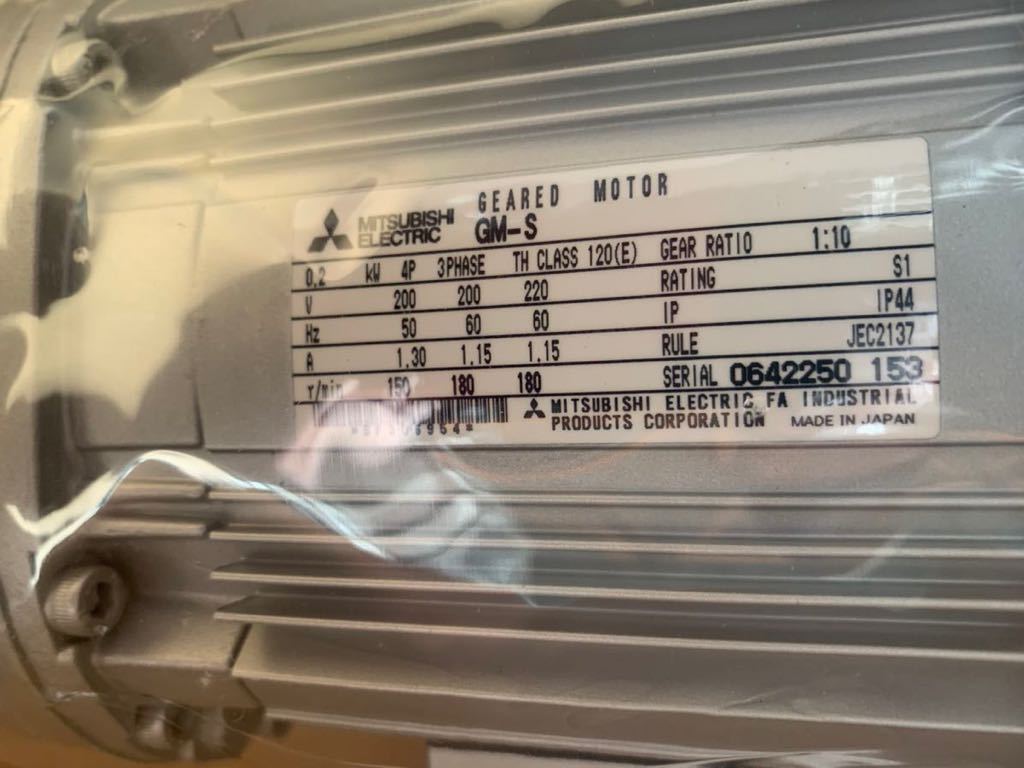 MITSUBISHI ELECTRIC GEARED MOTOR
GM-S
0.2 kW 4P 3PHASE TH CLASS 120(E) GEAR RATIO 1:10
V 200 200 220 RATING S1
Hz 50 60 60 IP IP44
A 1.30 1.15 1.15 RULE JEC2137
r/min 150 180 180 SERIAL 0642250 153
MITSUBISHI ELECTRIC FA INDUSTRIAL
PRODUCTS CORPORATION MADE IN JAPAN